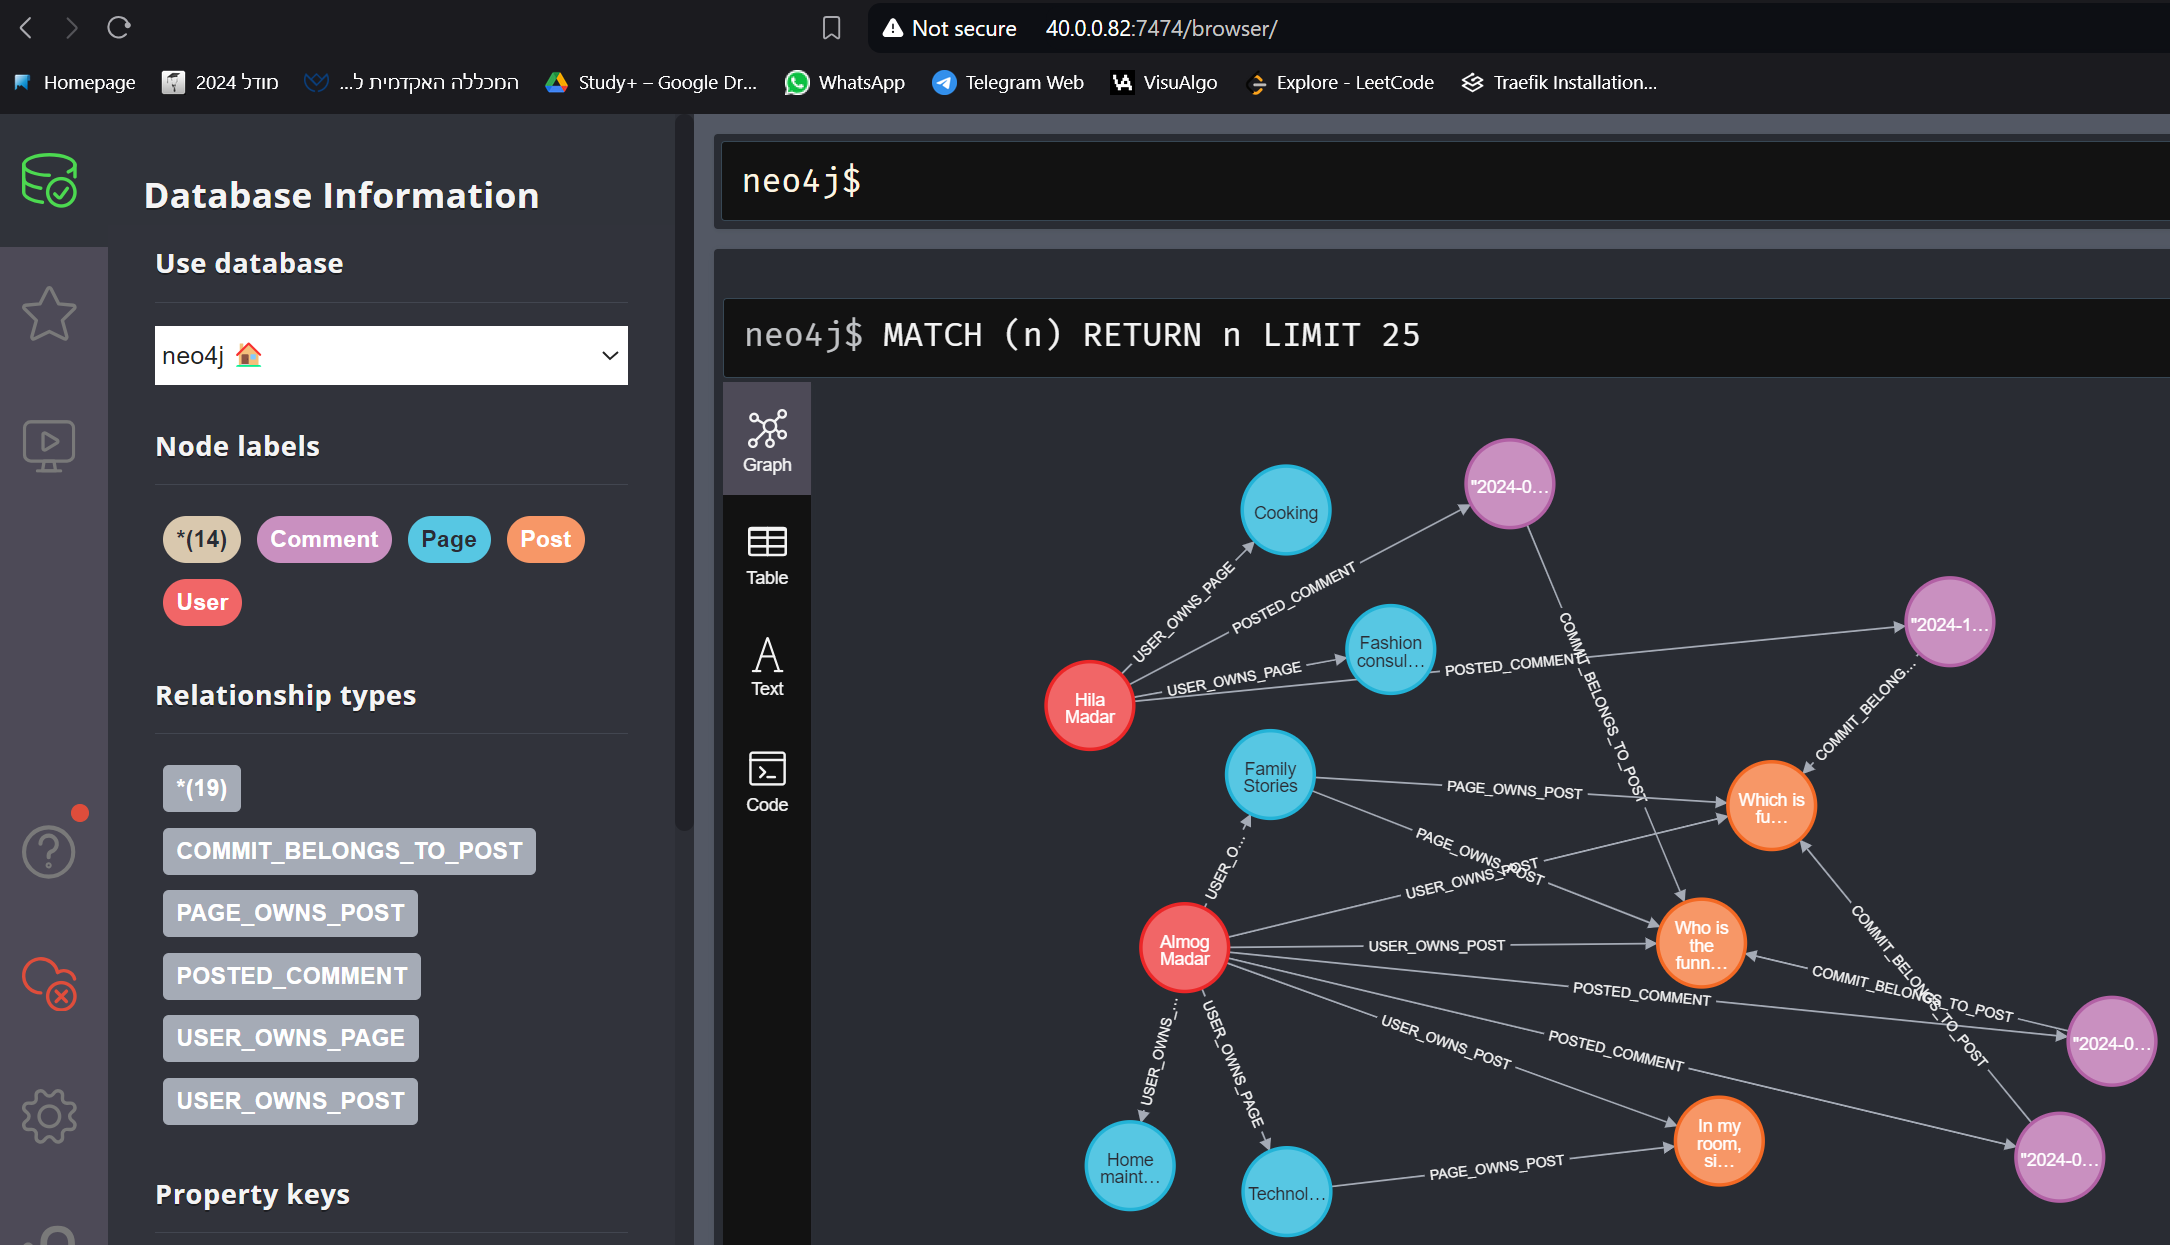 Not secure 40.0.0.82:7474/browser/
Homepage
מודל 2024
המכללה האקדמית ל...
Study+ – Google Dr...
WhatsApp
Telegram Web
VisuAlgo
Explore - LeetCode
Traefik Installation...
Database Information
Use database
neo4j
Node labels
*(14)
Comment
Page
Post
User
Relationship types
*(19)
COMMIT_BELONGS_TO_POST
PAGE_OWNS_POST
POSTED_COMMENT
USER_OWNS_PAGE
USER_OWNS_POST
Property keys
neo4j$
neo4j$ MATCH (n) RETURN n LIMIT 25
Graph
Table
Text
Code
Cooking
"2024-0...
USER_OWNS_PAGE
POSTED_COMMENT
Fashion
consul...
"2024-1...
USER_OWNS_PAGE
POSTED_COMMENT
COMMIT_BELONGS_TO_POST
COMMIT_BELONG...
Hila
Madar
Family
Stories
PAGE_OWNS_POST
Which is
fu...
PAGE_OWNS_POST
USER_O...
USER_OWNS_POST
Almog
Madar
USER_OWNS_POST
Who is
the
funn...
COMMIT_BELONGS_TO_POST
COMMIT_BELONGS_TO_POST
POSTED_COMMENT
"2024-0...
USER_OWNS_POST
POSTED_COMMENT
USER_OWNS_...
USER_OWNS_PAGE
In my
room,
si...
"2024-0...
Home
maint...
Technol...
PAGE_OWNS_POST